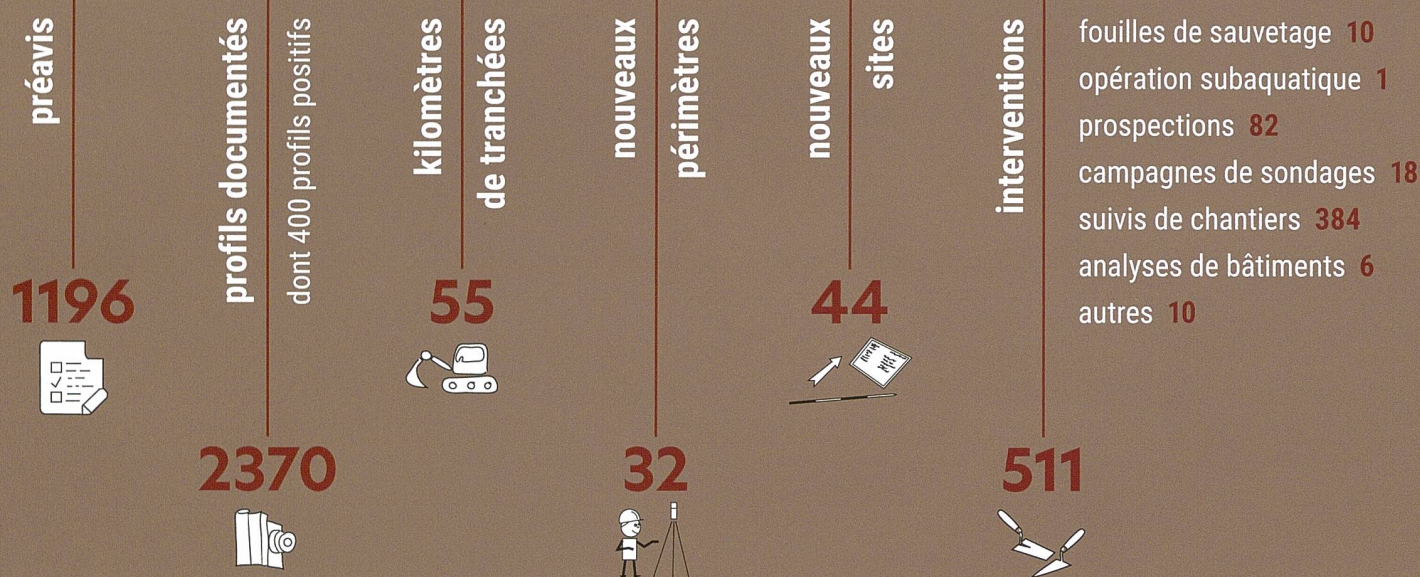 préavis
1196
profils documentés
dont 400 profils positifs
2370
kilomètres
de tranchées
55
nouveaux
périmètres
32
nouveaux
sites
44
interventions
511
fouilles de sauvetage 10
opération subaquatique 1
prospections 82
campagnes de sondages 18
suivis de chantiers 384
analyses de bâtiments 6
autres 10